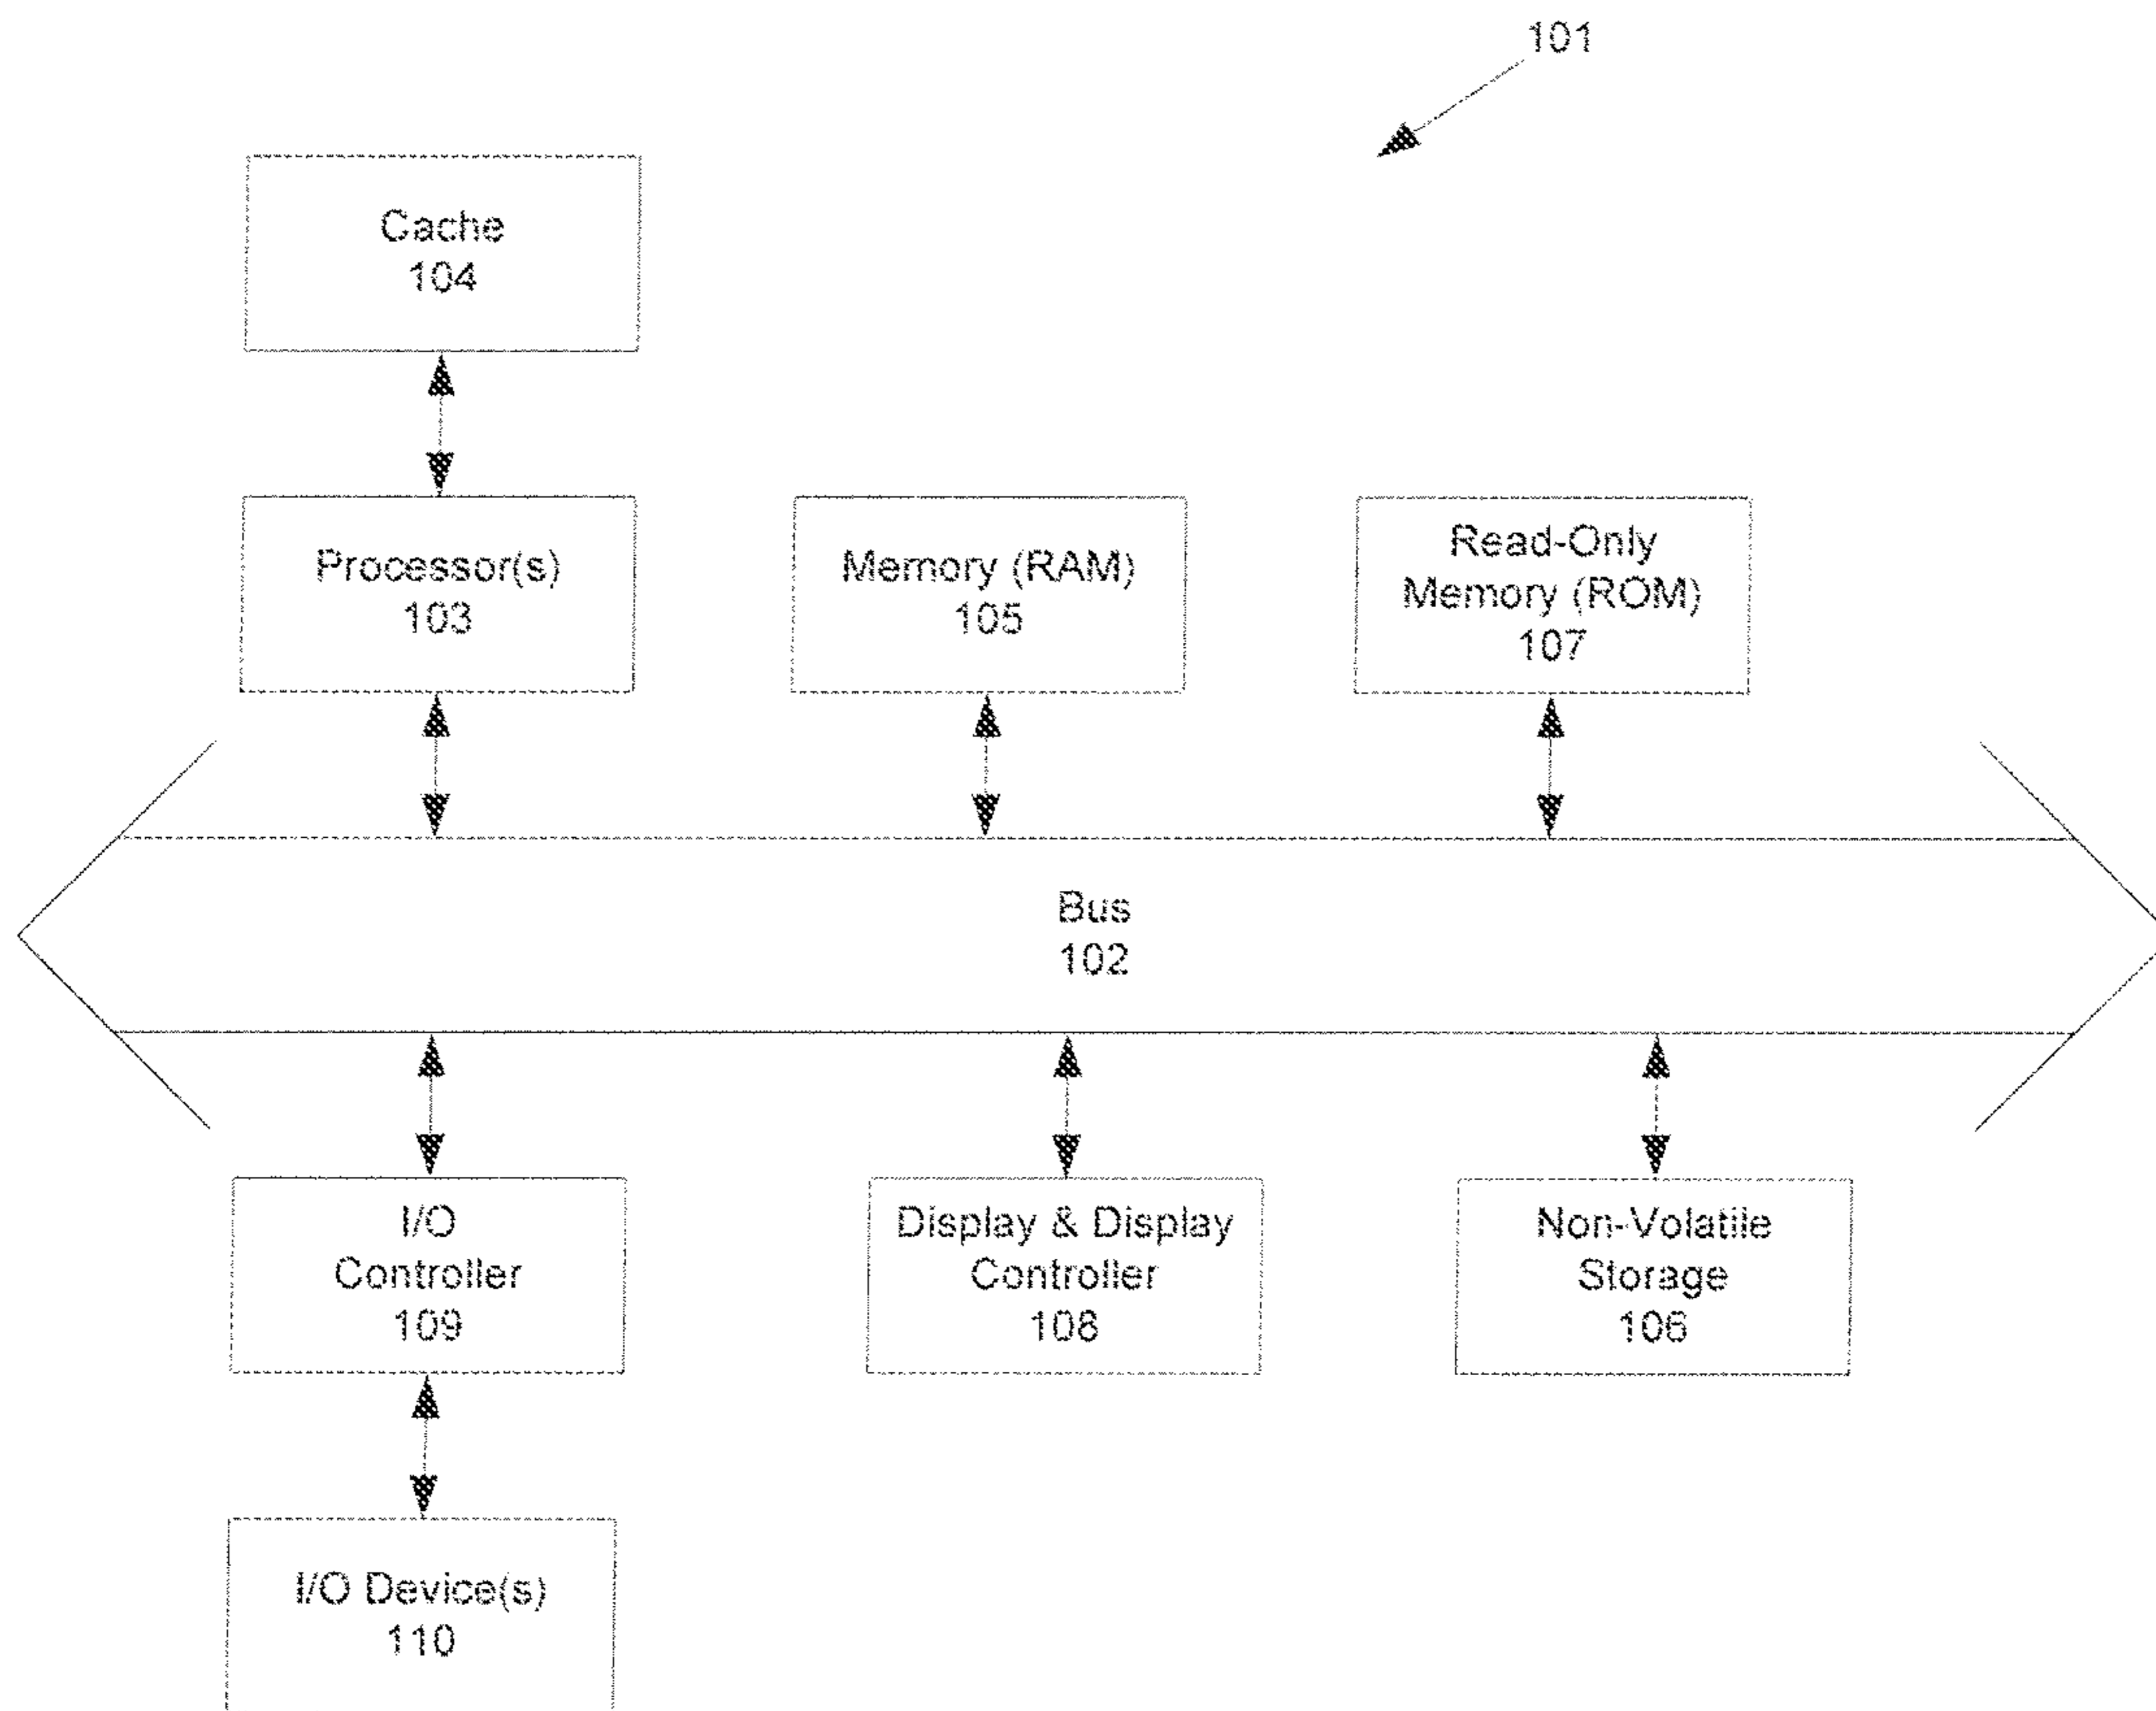 101
Cache
104
Processor(s)
103
Memory (RAM)
105
Read-Only
Memory (ROM)
107
Bus
102
I/O
Controller
109
Display & Display
Controller
108
Non-Volatile
Storage
106
I/O Device(s)
110